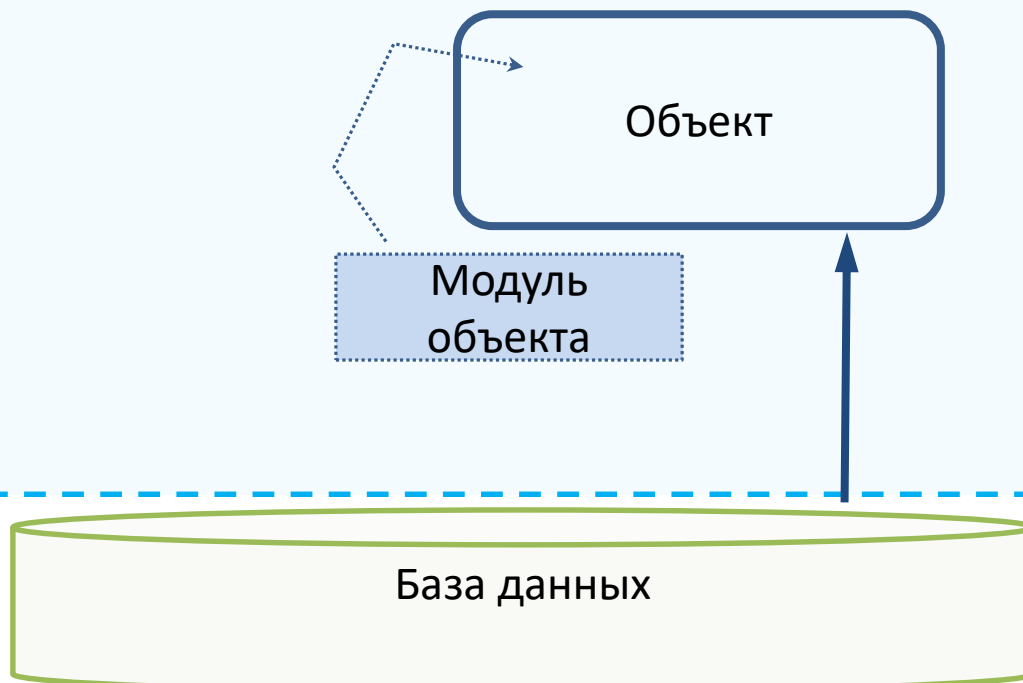 Объект
Модуль
объекта
База данных